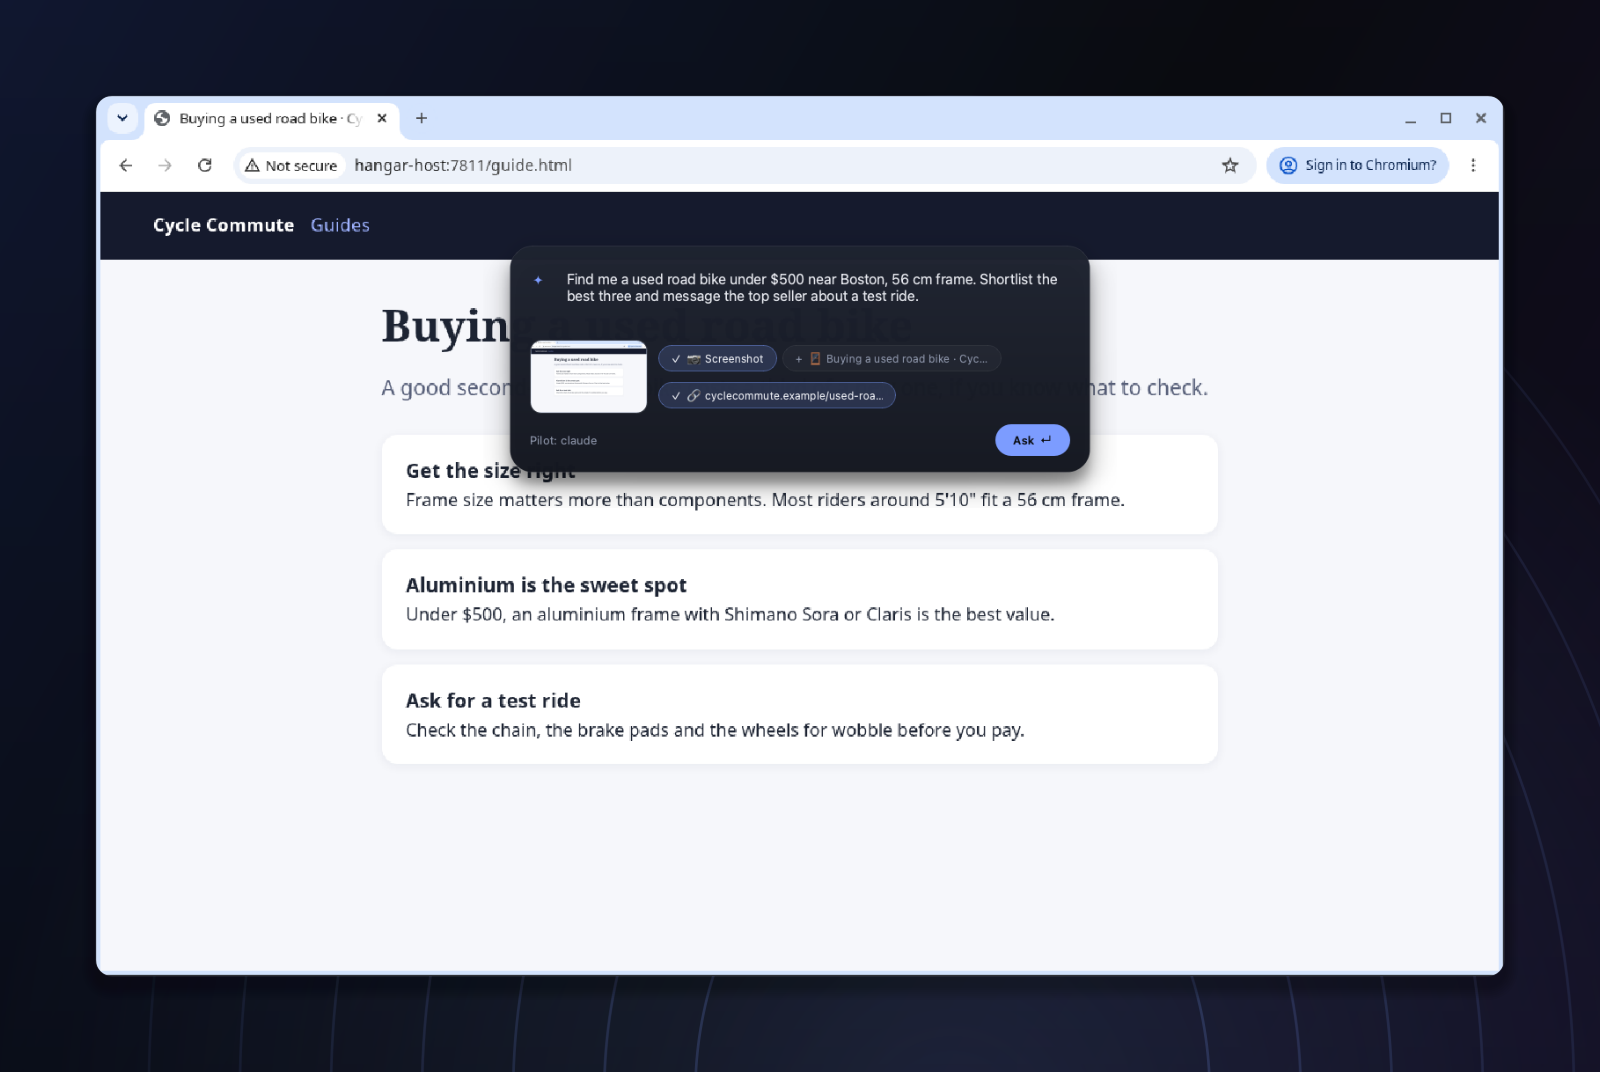 Buying a used road bike · Cy
Not secure
hangar-host:7811/guide.html
Sign in to Chromium?
Cycle Commute
Guides
Find me a used road bike under $500 near Boston, 56 cm frame. Shortlist the
best three and message the top seller about a test ride.
Buying a used road bike
✓ Screenshot
+ Buying a used road bike · Cyc...
A good secon
hat to check.
✓ cyclecommute.example/used-roa...
Pilot: claude
Ask ↵
Get the size right
Frame size matters more than components. Most riders around 5'10" fit a 56 cm frame.
Aluminium is the sweet spot
Under $500, an aluminium frame with Shimano Sora or Claris is the best value.
Ask for a test ride
Check the chain, the brake pads and the wheels for wobble before you pay.